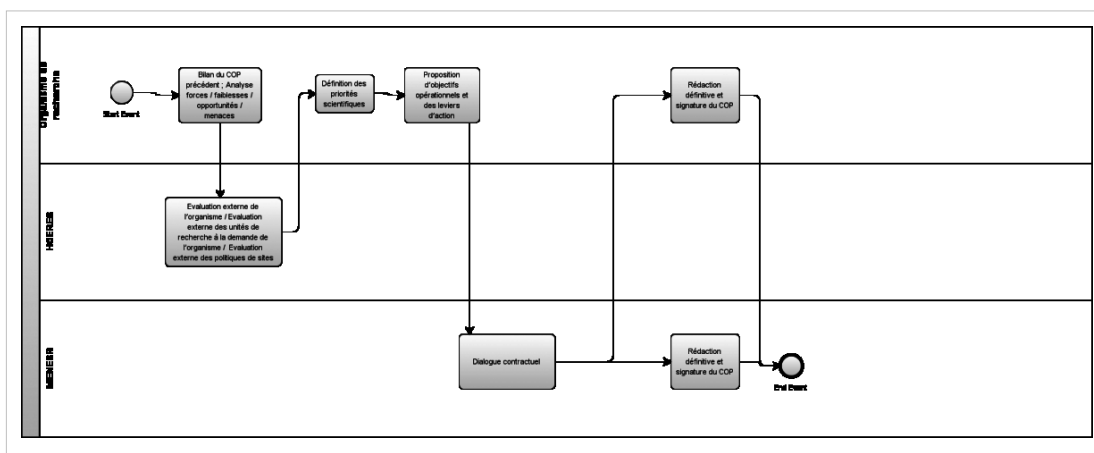 Organisme de
recherche
Start Event
Bilan du COP
précédent ; Analyse
forces / faiblesses /
opportunités /
menaces
Définition des
priorités
scientifiques
Proposition
d'objectifs
opérationnels et
des leviers
d'action
Rédaction
définitive et
signature du COP
HCERES
Evaluation externe de
l'organisme / Evaluation
externe des unités de
recherche à la demande de
l'organisme / Evaluation
externe des politiques de sites
MENESR
Dialogue contractuel
Rédaction
définitive et
signature du COP
End Event